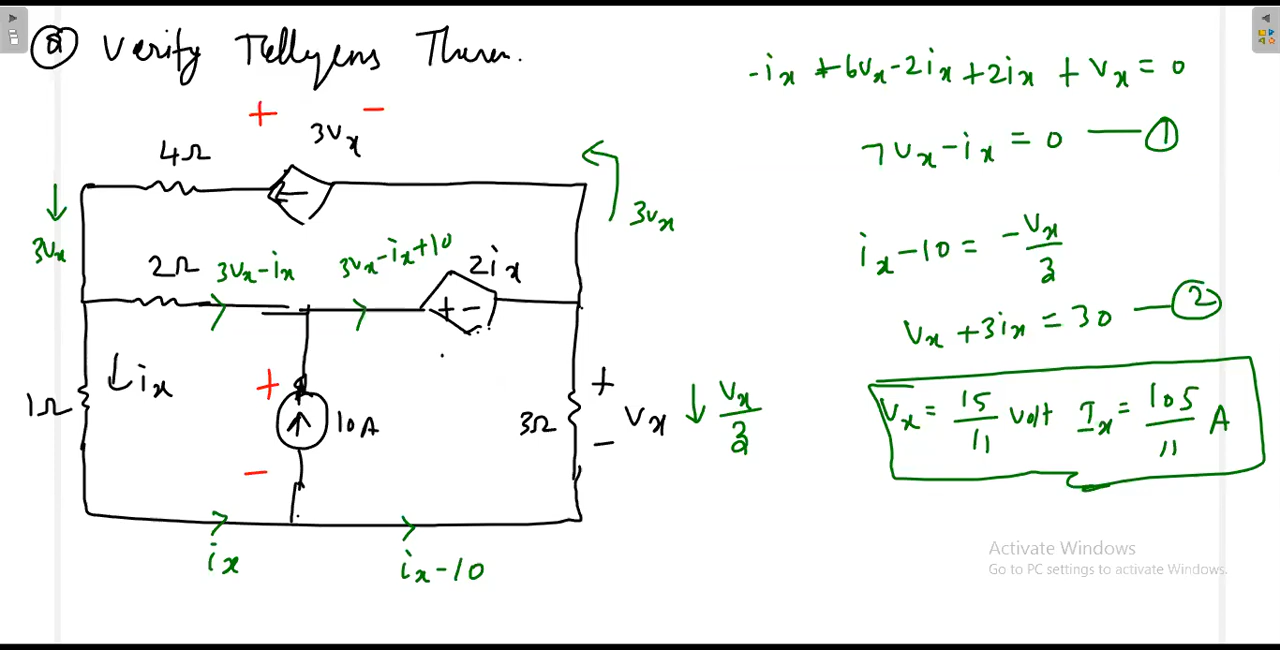 Q Verify Tellegens Thrm.
+ 3Vx -
4Ω
3Vx
3Vx
2Ω 3Vx-ix 3Vx-ix+10 2ix
+ -
1Ω ↓ix + 10A - 3Ω + Vx - ↓ Vx/3
ix ix-10
-ix + 6Vx-2ix+2ix + Vx = 0
7Vx-ix = 0 — 1
ix-10 = -Vx/3
Vx + 3ix = 30 — 2
Vx = 15/11 Volt Ix = 105/11 A
Activate Windows
Go to PC settings to activate Windows.